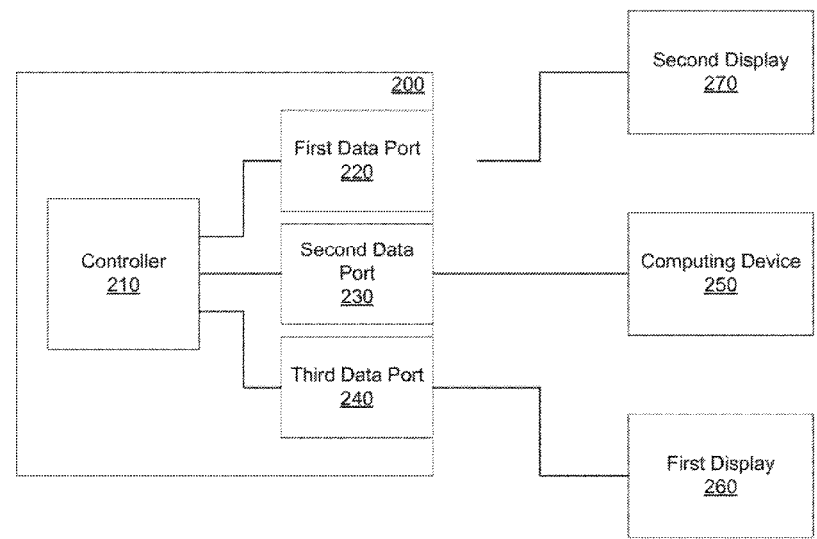 Second Display
270
200
First Data Port
220
Controller
210
Second Data
Port
230
Computing Device
250
Third Data Port
240
First Display
260